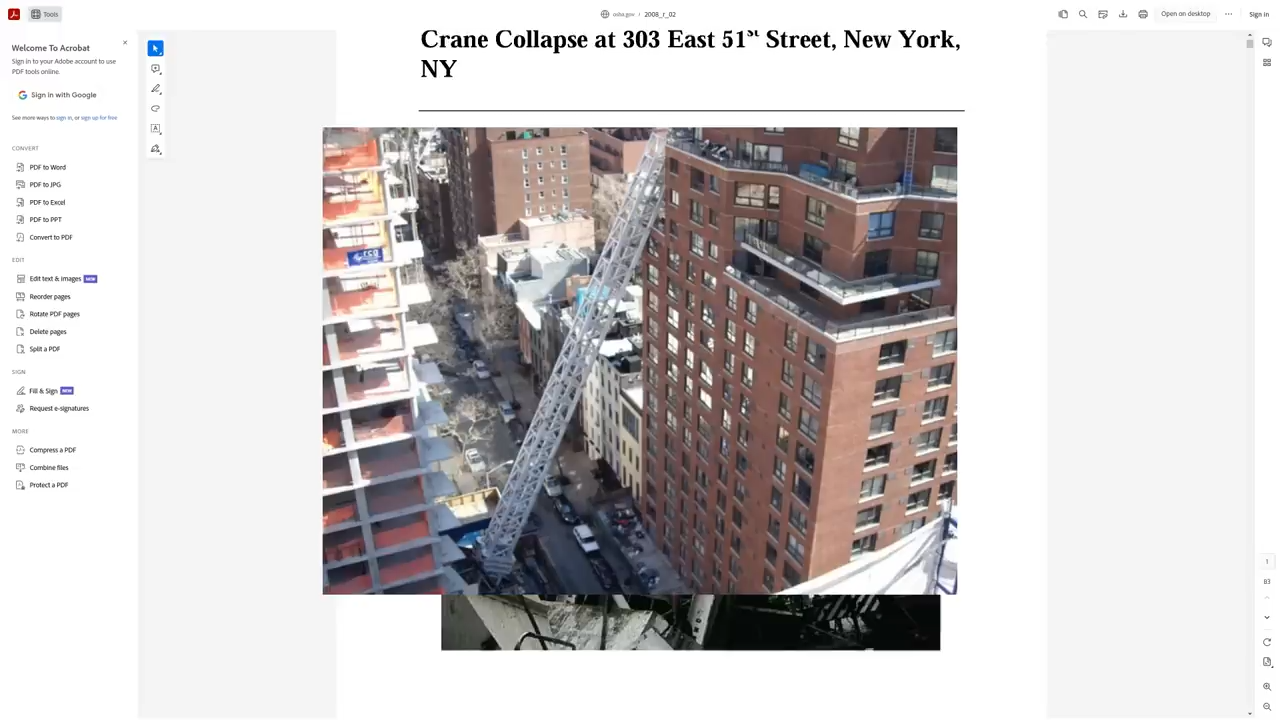 Tools
osha.gov / 2008_r_02
Open on desktop
Sign in
Welcome To Acrobat
Sign in to your Adobe account to use
PDF tools online.
Sign in with Google
See more ways to sign in, or sign up for free
CONVERT
PDF to Word
PDF to JPG
PDF to Excel
PDF to PPT
Convert to PDF
EDIT
Edit text & images NEW
Reorder pages
Rotate PDF pages
Delete pages
Split a PDF
SIGN
Fill & Sign NEW
Request e-signatures
MORE
Compress a PDF
Combine files
Protect a PDF
Crane Collapse at 303 East 51st Street, New York,
NY
1
83